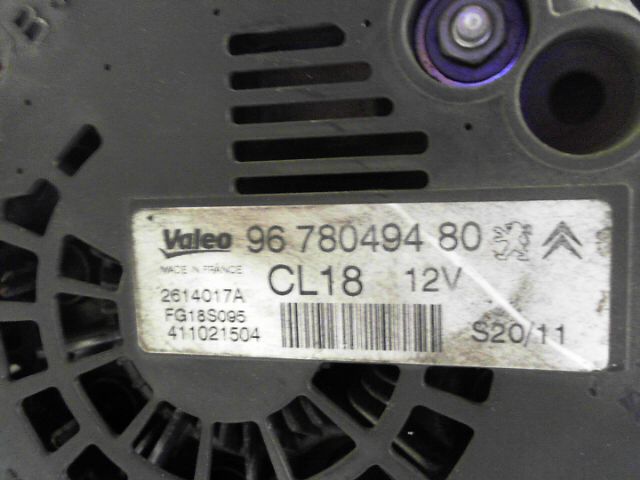 B+
Valeo 96 780494 80
MADE IN FRANCE CL18 12V
2614017A
FG18S095
411021504 S20/11